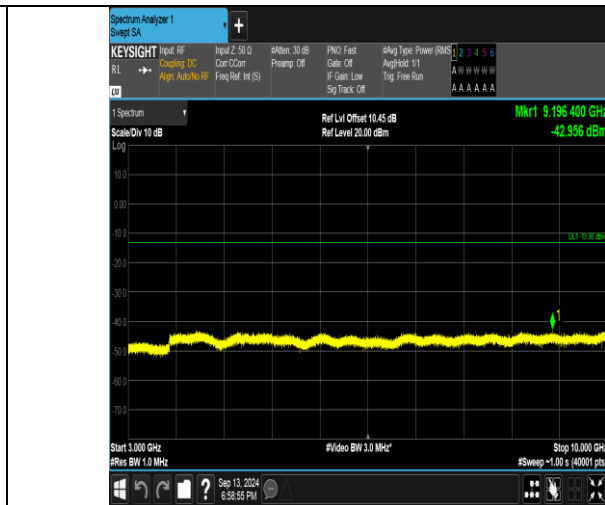 Spectrum Analyzer 1
Swept SA
+
KEYSIGHT Input: RF Input Z: 50 Ω #Atten: 30 dB PNO: Fast #Avg Type: Power (RMS 1 2 3 4 5 6
RL Coupling: DC Corr CCorr Preamp: Off Gate: Off Avg|Hold: 1/1 A W W W W W
Align: Auto/No RF Freq Ref: Int (S) IF Gain: Low Trig: Free Run
Sig Track: Off A A A A A A
LXI
1 Spectrum Ref Lvl Offset 10.45 dB Mkr1 9.196 400 GHz
Scale/Div 10 dB Ref Level 20.00 dBm -42.956 dBm
Log
10.0
0.00
-10.0
DL1 -13.00 dBm
-20.0
-30.0
-40.0
1
-50.0
-60.0
-70.0
Start 3.000 GHz #Video BW 3.0 MHz* Stop 10.000 GHz
#Res BW 1.0 MHz #Sweep ~1.00 s (40001 pts
? Sep 13, 2024
6:58:55 PM